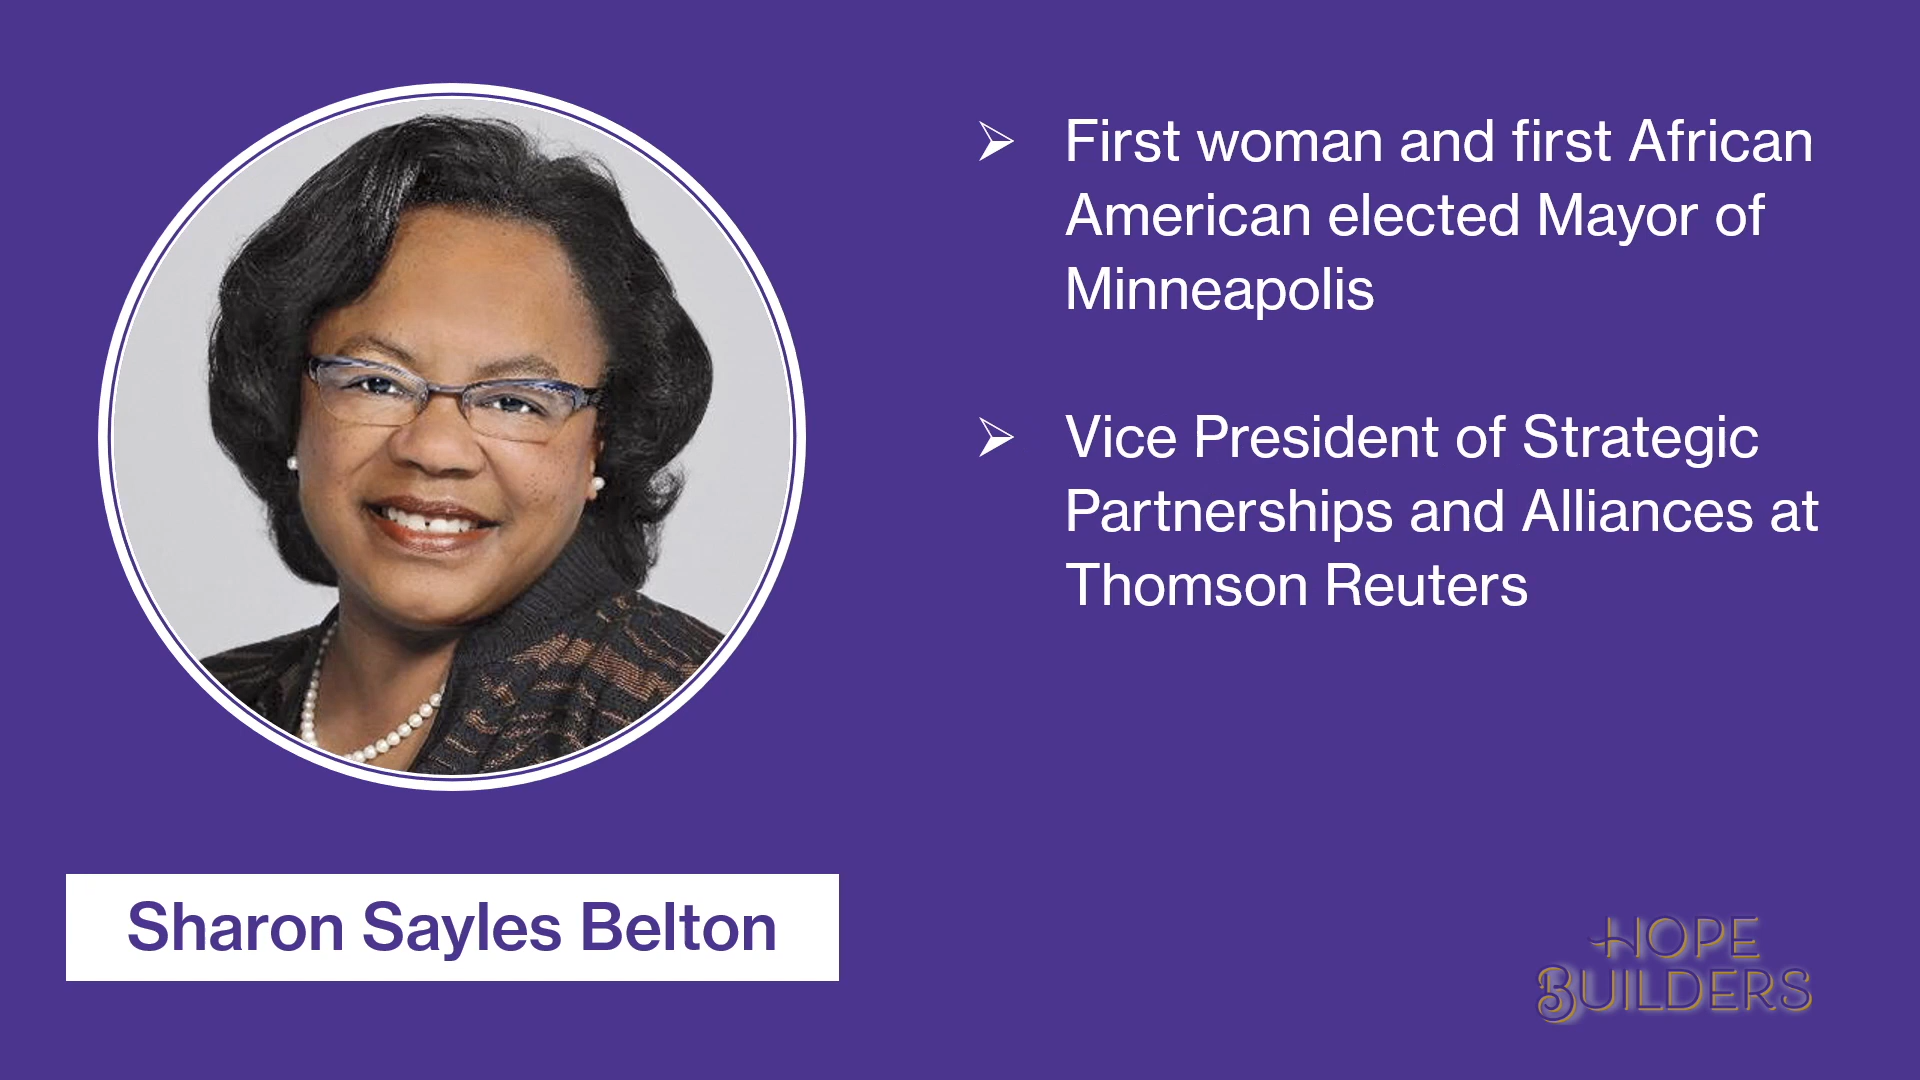 First woman and first African
American elected Mayor of
Minneapolis
Vice President of Strategic
Partnerships and Alliances at
Thomson Reuters
Sharon Sayles Belton
HOPE
BUILDERS